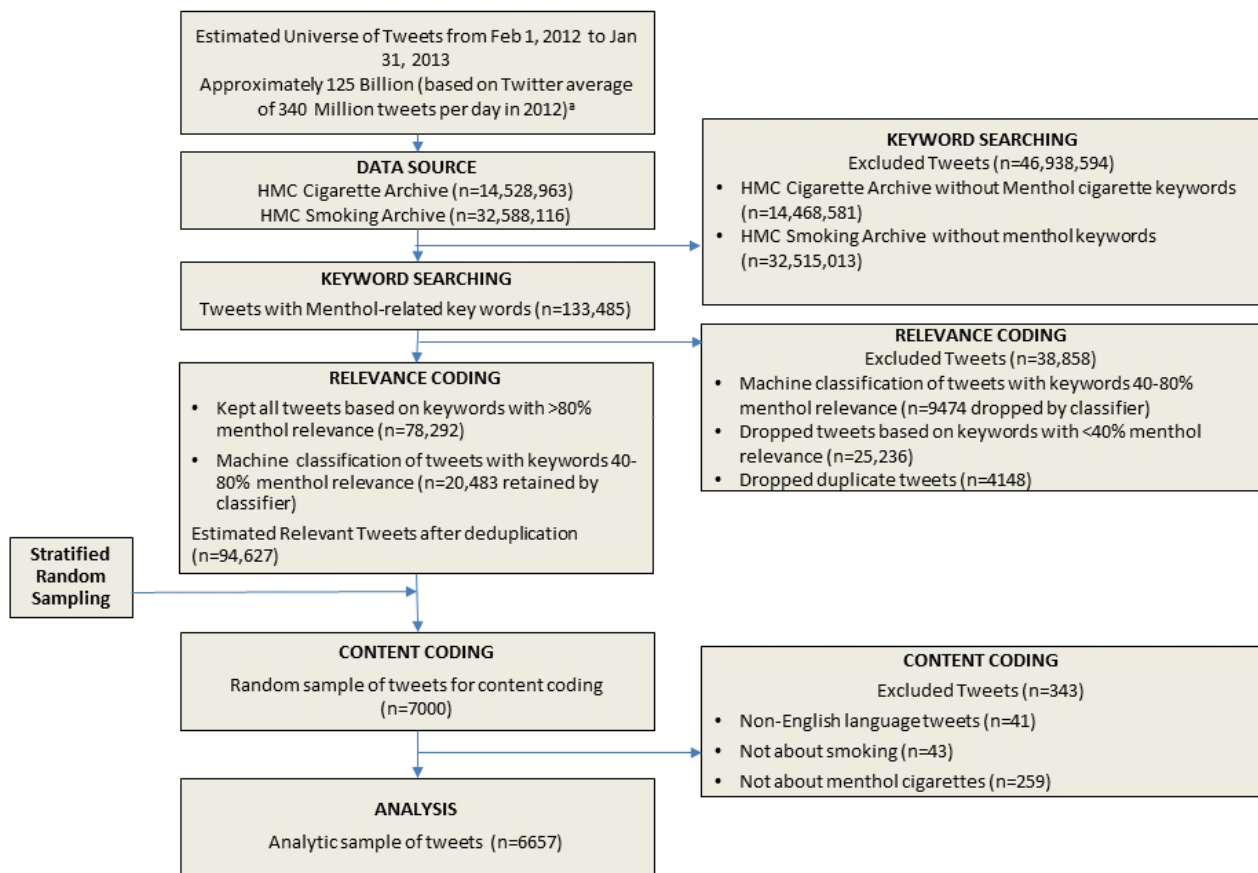 Estimated Universe of Tweets from Feb 1, 2012 to Jan
31, 2013
Approximately 125 Billion (based on Twitter average
of 340 Million tweets per day in 2012)ᵃ
DATA SOURCE
HMC Cigarette Archive (n=14,528,963)
HMC Smoking Archive (n=32,588,116)
KEYWORD SEARCHING
Excluded Tweets (n=46,938,594)
• HMC Cigarette Archive without Menthol cigarette keywords
(n=14,468,581)
• HMC Smoking Archive without menthol keywords
(n=32,515,013)
KEYWORD SEARCHING
Tweets with Menthol-related key words (n=133,485)
RELEVANCE CODING
Excluded Tweets (n=38,858)
• Machine classification of tweets with keywords 40-80%
menthol relevance (n=9474 dropped by classifier)
• Dropped tweets based on keywords with <40% menthol
relevance (n=25,236)
• Dropped duplicate tweets (n=4148)
RELEVANCE CODING
• Kept all tweets based on keywords with >80%
menthol relevance (n=78,292)
• Machine classification of tweets with keywords 40-
80% menthol relevance (n=20,483 retained by
classifier)
Estimated Relevant Tweets after deduplication
(n=94,627)
Stratified
Random
Sampling
CONTENT CODING
Random sample of tweets for content coding
(n=7000)
CONTENT CODING
Excluded Tweets (n=343)
• Non-English language tweets (n=41)
• Not about smoking (n=43)
• Not about menthol cigarettes (n=259)
ANALYSIS
Analytic sample of tweets (n=6657)